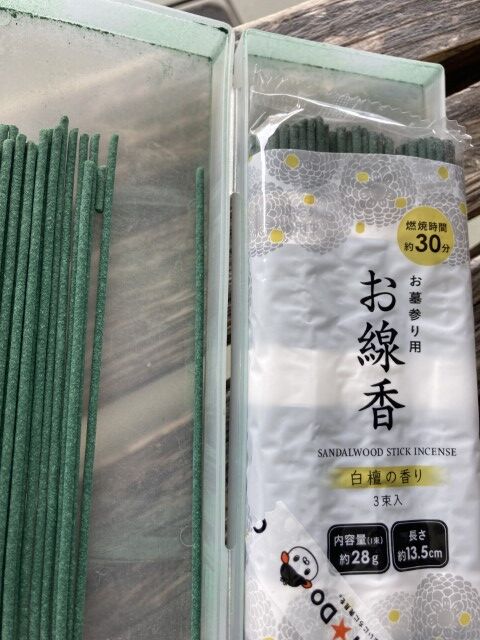 燃焼時間
約30分
お墓参り用
お線香
SANDALWOOD STICK INCENSE
白檀の香り
3束入
内容量(1束)
約28g
長さ
約13.5cm
Do